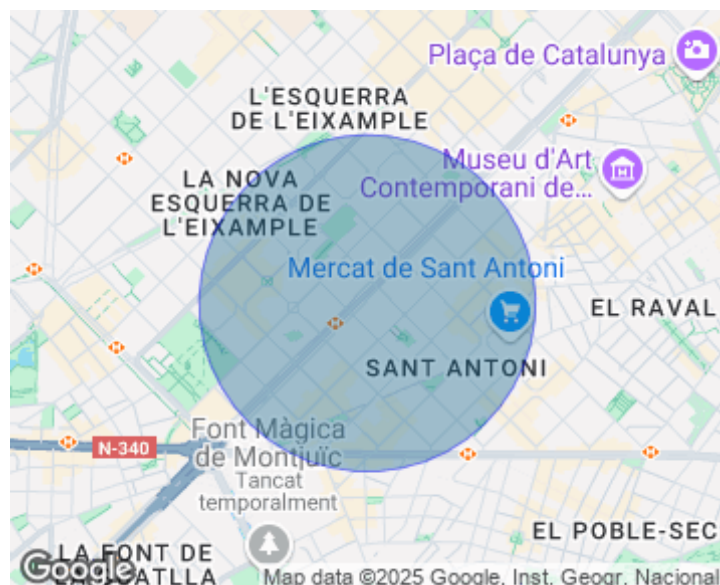 Plaça de Catalunya
L'ESQUERRA
DE L'EIXAMPLE
Museu d'Art
Contemporani de...
LA NOVA
ESQUERRA DE
L'EIXAMPLE
Mercat de Sant Antoni
EL RAVAL
SANT ANTONI
Font Màgica
de Montjuïc
Tancat
temporalment
N-340
EL POBLE-SEC
LA FONT DE
Google
Map data ©2025 Google, Inst. Geogr. Nacional